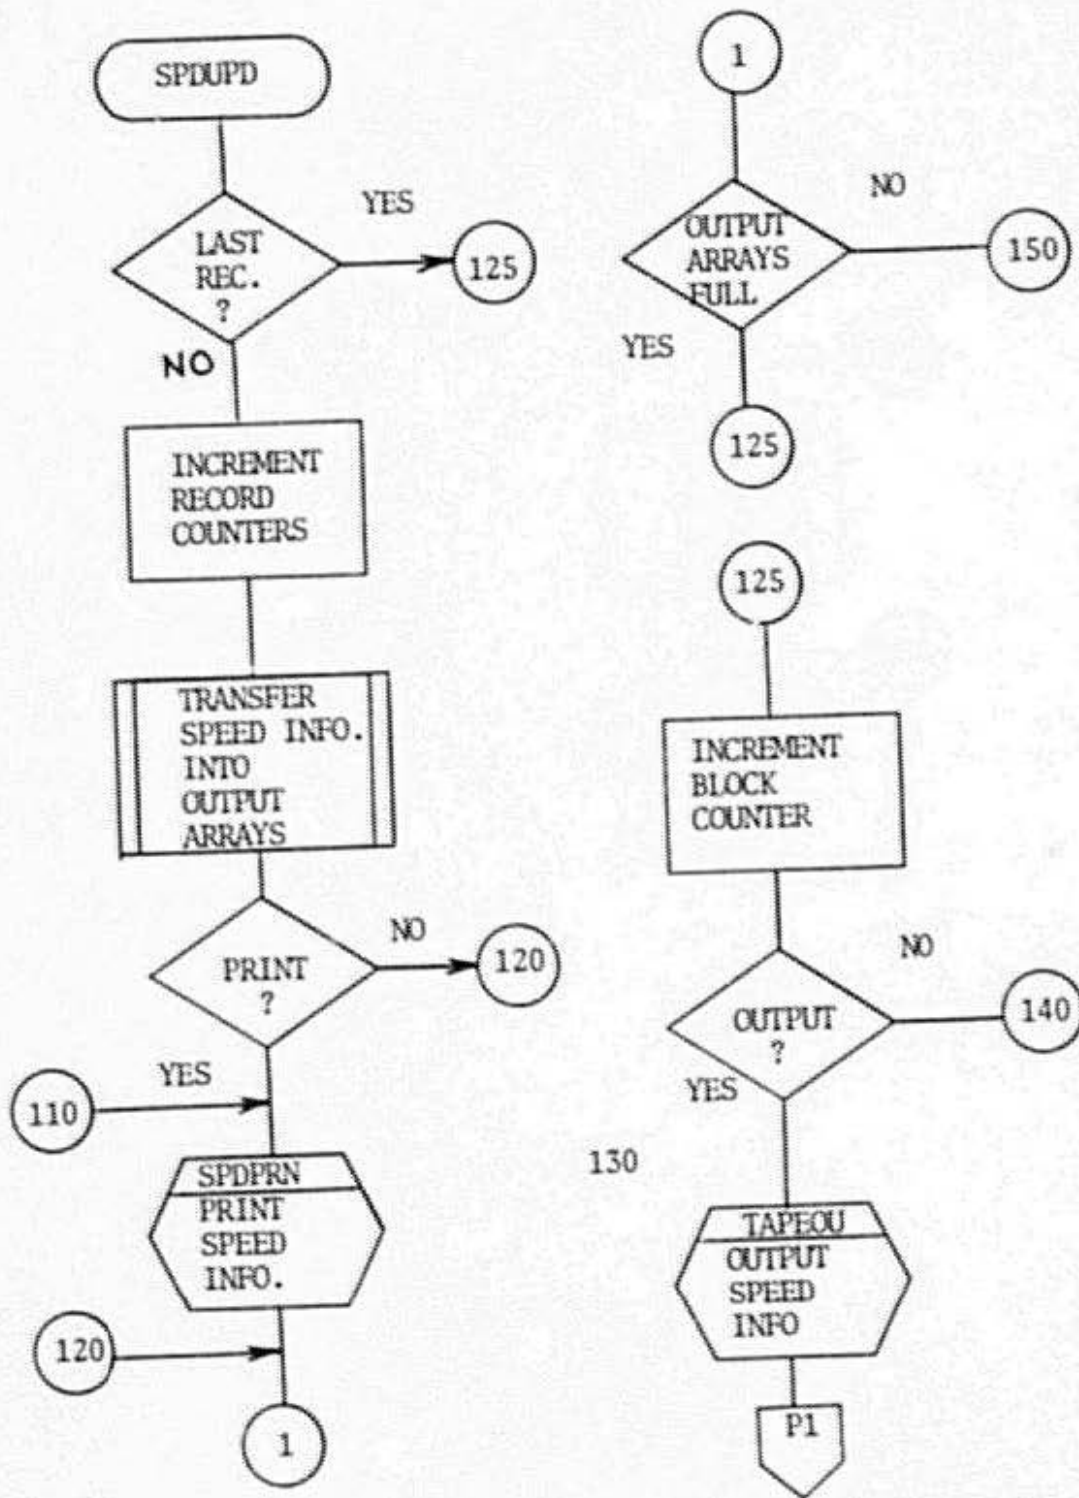 SPDUPD
YES
LAST
REC.
?
125
NO
INCREMENT
RECORD
COUNTERS
TRANSFER
SPEED INFO.
INTO
OUTPUT
ARRAYS
NO
PRINT
?
120
YES
110
SPDPRN
PRINT
SPEED
INFO.
120
1
1
NO
OUTPUT
ARRAYS
FULL
150
YES
125
125
INCREMENT
BLOCK
COUNTER
NO
OUTPUT
?
140
YES
130
TAPEOU
OUTPUT
SPEED
INFO
P1